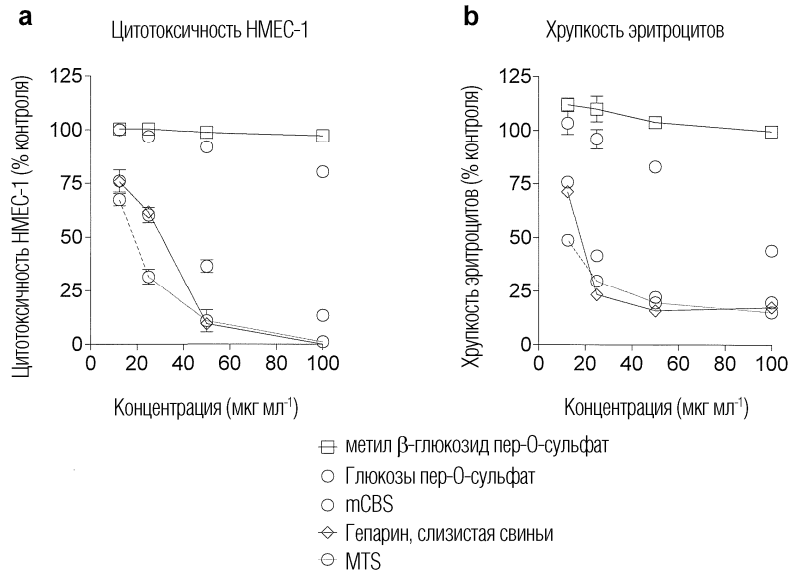 a
Цитотоксичность HMEC-1
Цитотоксичность HMEC-1 (% контроля)
125
100
75
50
25
0
0 20 40 60 80 100
Концентрация (мкг мл-1)
b
Хрупкость эритроцитов
Хрупкость эритроцитов (% контроля)
125
100
75
50
25
0
0 20 40 60 80 100
Концентрация (мкг мл-1)
метил β-глюкозид пер-О-сульфат
Глюкозы пер-О-сульфат
mCBS
Гепарин, слизистая свиньи
MTS